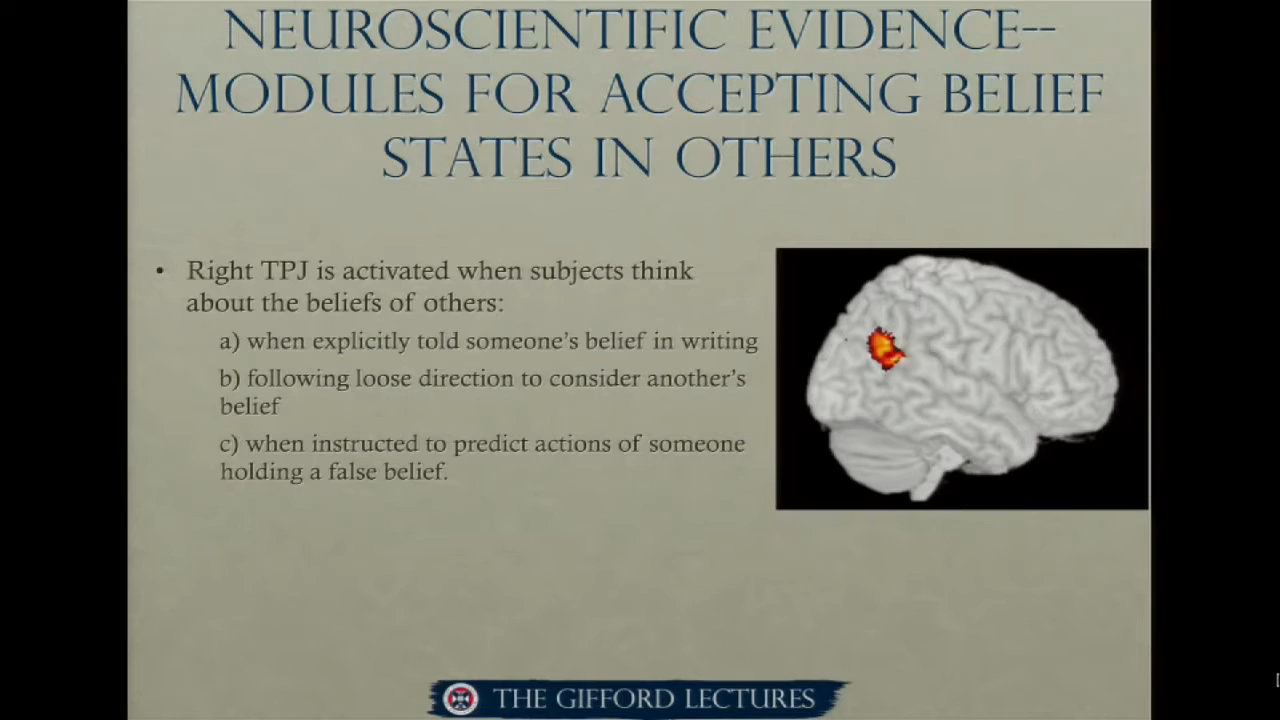 NEUROSCIENTIFIC EVIDENCE--
MODULES FOR ACCEPTING BELIEF
STATES IN OTHERS
• Right TPJ is activated when subjects think
about the beliefs of others:
a) when explicitly told someone's belief in writing
b) following loose direction to consider another's
belief
c) when instructed to predict actions of someone
holding a false belief.
THE GIFFORD LECTURES